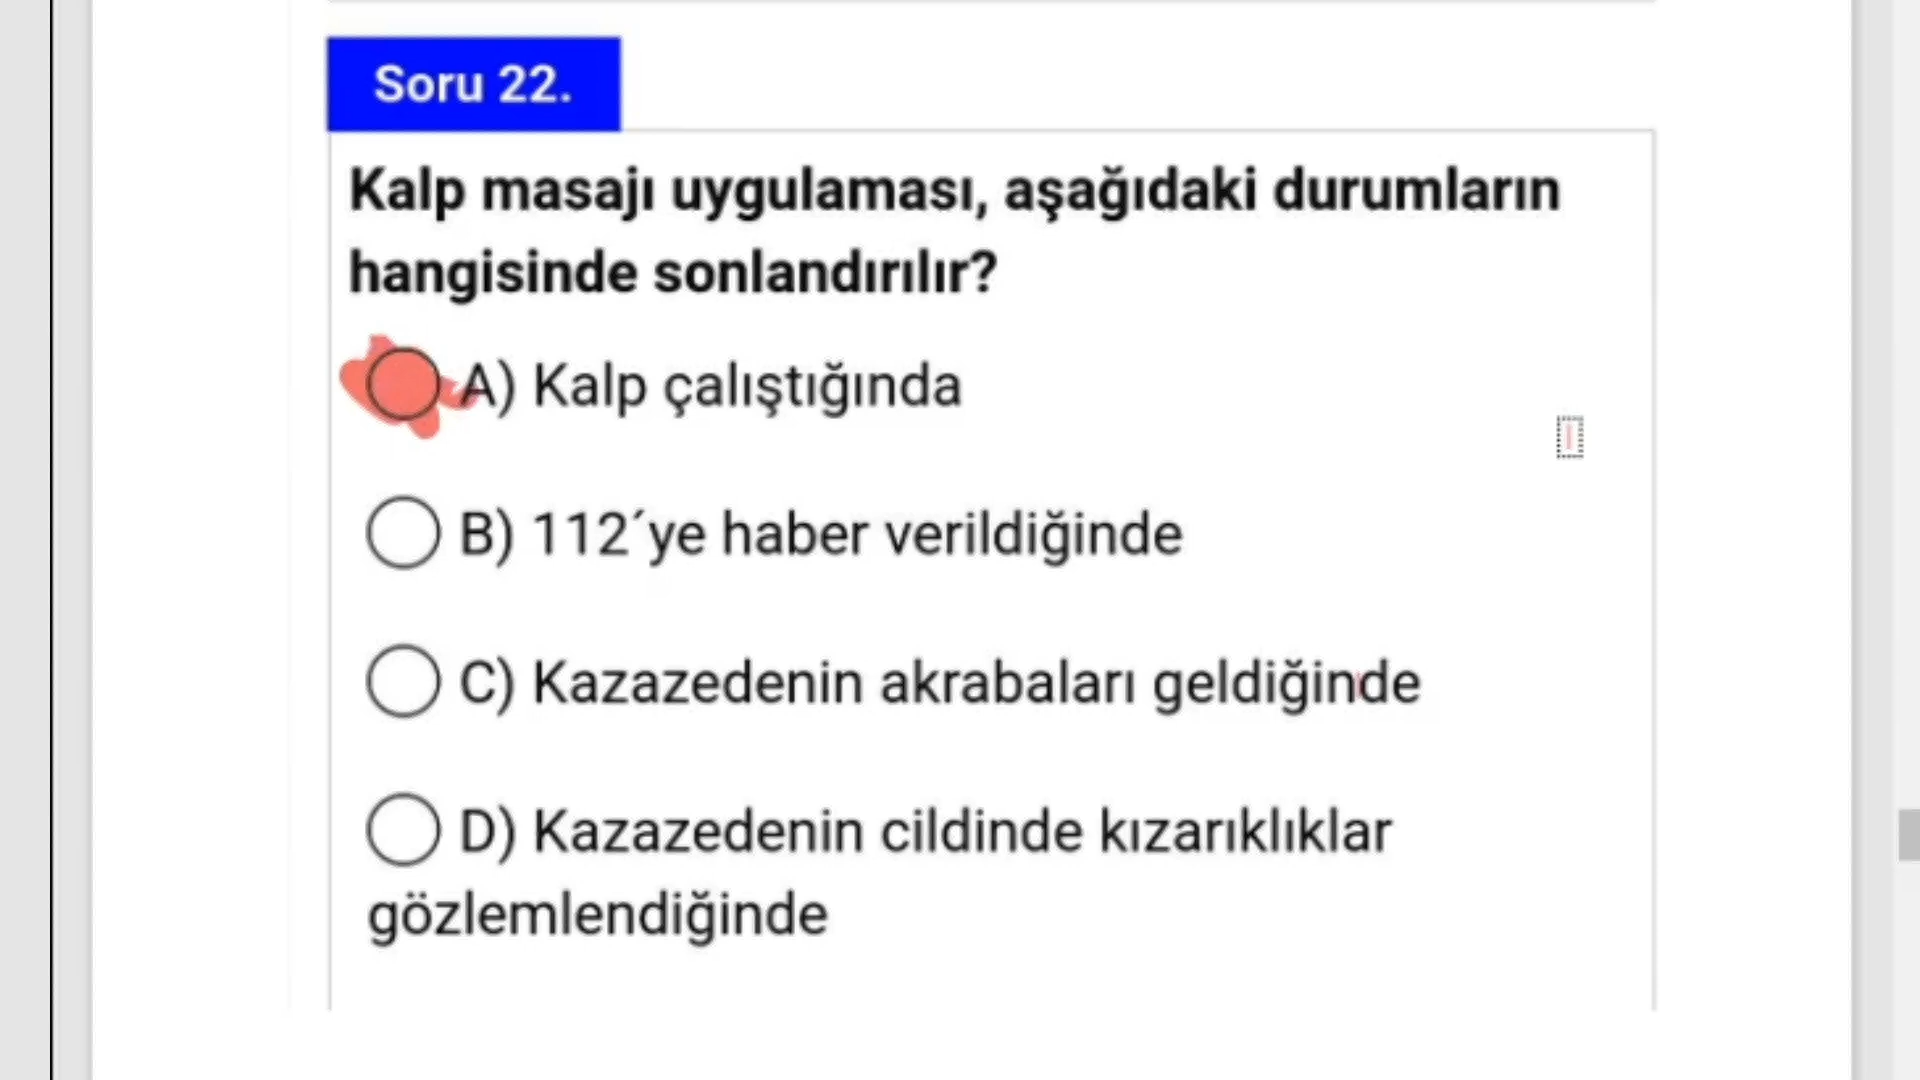 Soru 22.
Kalp masajı uygulaması, aşağıdaki durumların
hangisinde sonlandırılır?
A) Kalp çalıştığında
B) 112´ye haber verildiğinde
C) Kazazedenin akrabaları geldiğinde
D) Kazazedenin cildinde kızarıklıklar
gözlemlendiğinde